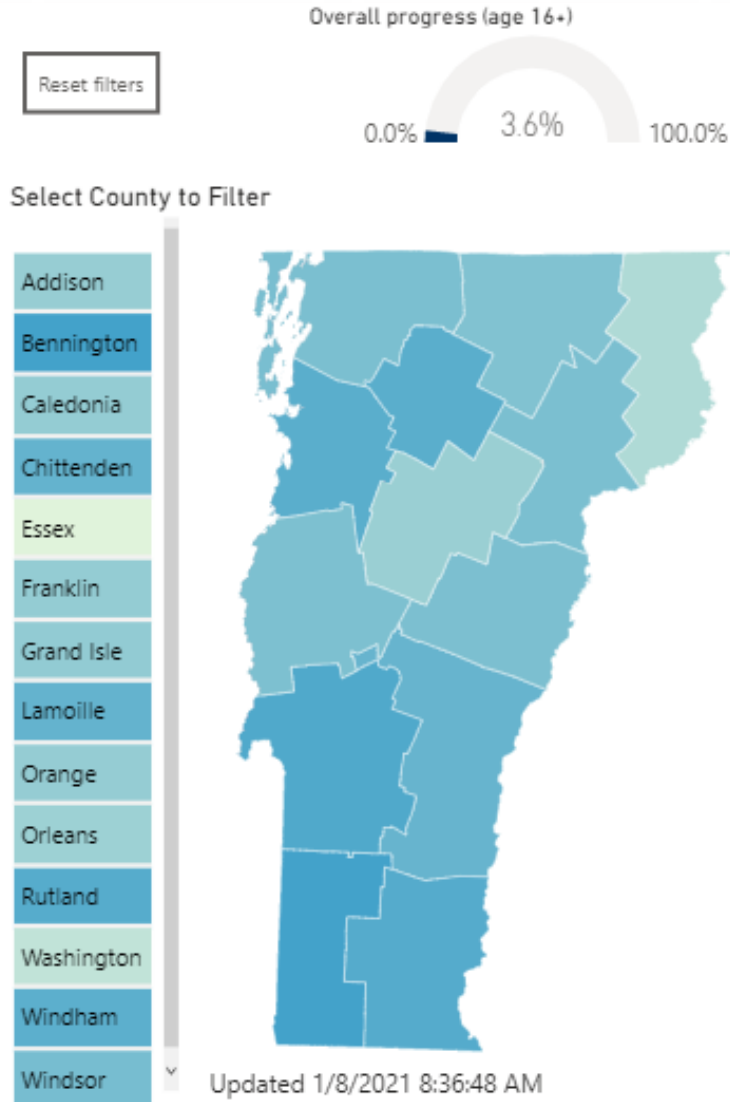 Overall progress (age 16+)
Reset filters
0.0% 3.6% 100.0%
Select County to Filter
Addison
Bennington
Caledonia
Chittenden
Essex
Franklin
Grand Isle
Lamoille
Orange
Orleans
Rutland
Washington
Windham
Windsor
Updated 1/8/2021 8:36:48 AM